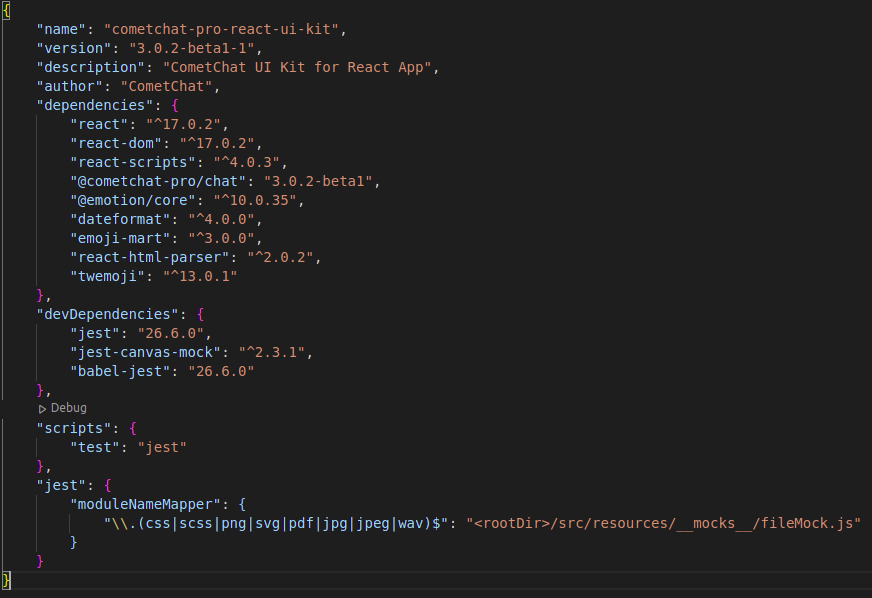 {
    "name": "cometchat-pro-react-ui-kit",
    "version": "3.0.2-beta1-1",
    "description": "CometChat UI Kit for React App",
    "author": "CometChat",
    "dependencies": {
        "react": "^17.0.2",
        "react-dom": "^17.0.2",
        "react-scripts": "^4.0.3",
        "@cometchat-pro/chat": "3.0.2-beta1",
        "@emotion/core": "^10.0.35",
        "dateformat": "^4.0.0",
        "emoji-mart": "^3.0.0",
        "react-html-parser": "^2.0.2",
        "twemoji": "^13.0.1"
    },
    "devDependencies": {
        "jest": "26.6.0",
        "jest-canvas-mock": "^2.3.1",
        "babel-jest": "26.6.0"
    },
    Debug
    "scripts": {
        "test": "jest"
    },
    "jest": {
        "moduleNameMapper": {
            "\\.(css|scss|png|svg|pdf|jpg|jpeg|wav)$": "<rootDir>/src/resources/__mocks__/fileMock.js"
        }
    }
}